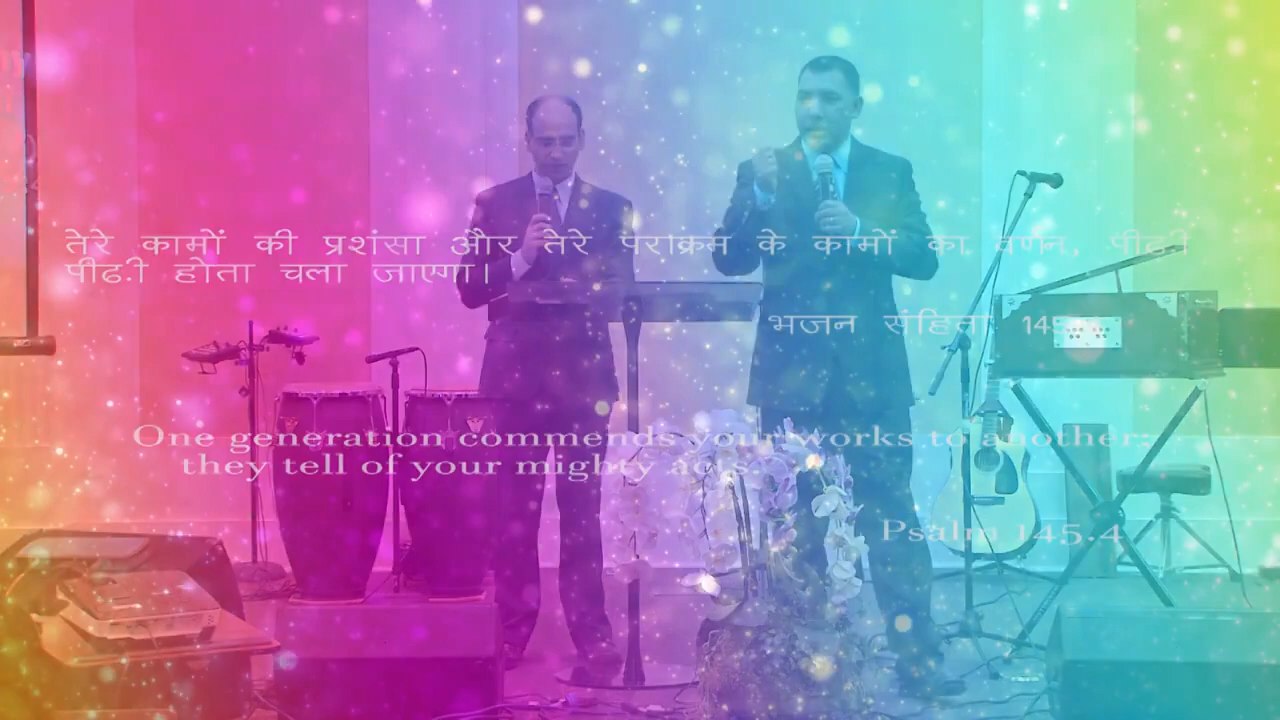 तेरे कामों की प्रशंसा और तेरे पराक्रम के कामों का वर्णन, पीढ़ी
पीढ़ी होता चला जाएगा।
भजन संहिता
One generation commends your works to another;
they tell of your mighty acts.
Psalm 145.4